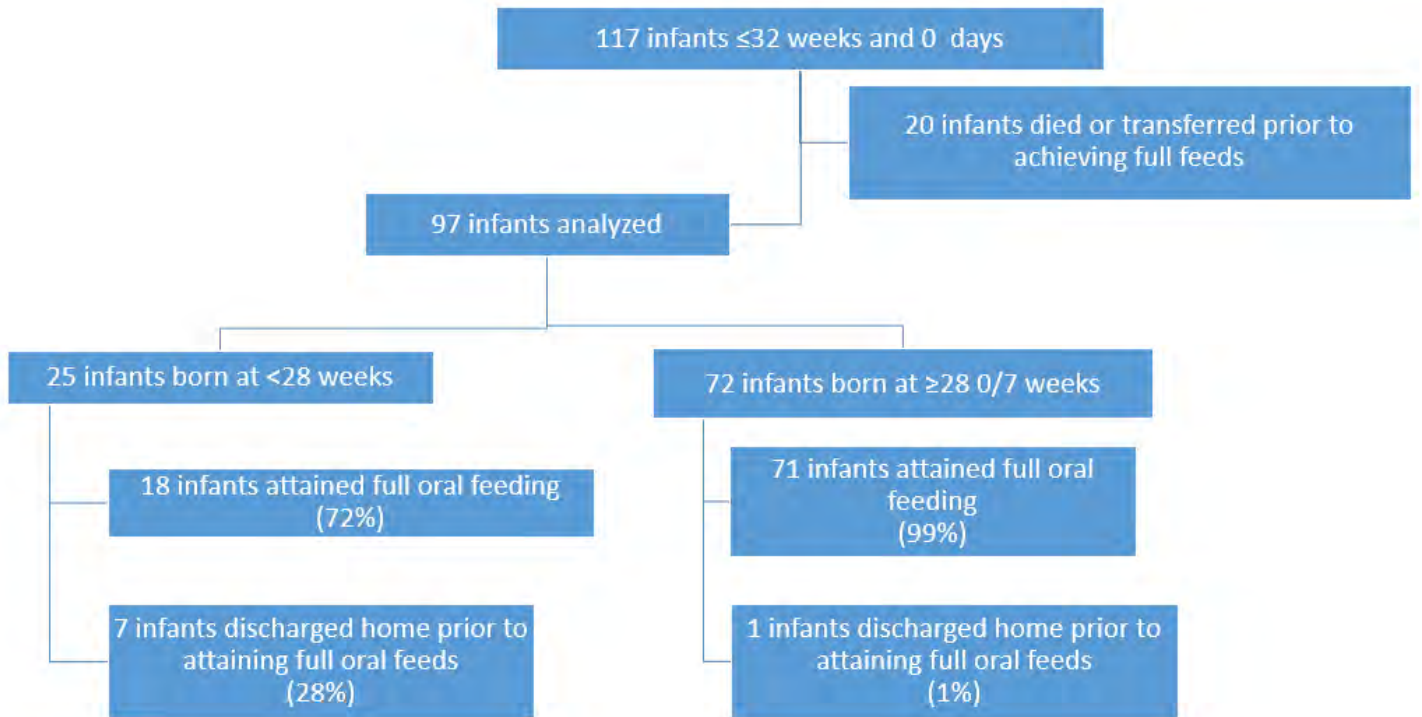 117 infants ≤32 weeks and 0 days
20 infants died or transferred prior to
achieving full feeds
97 infants analyzed
25 infants born at <28 weeks
72 infants born at ≥28 0/7 weeks
18 infants attained full oral feeding
(72%)
71 infants attained full oral
feeding
(99%)
7 infants discharged home prior to
attaining full oral feeds
(28%)
1 infants discharged home prior to
attaining full oral feeds
(1%)